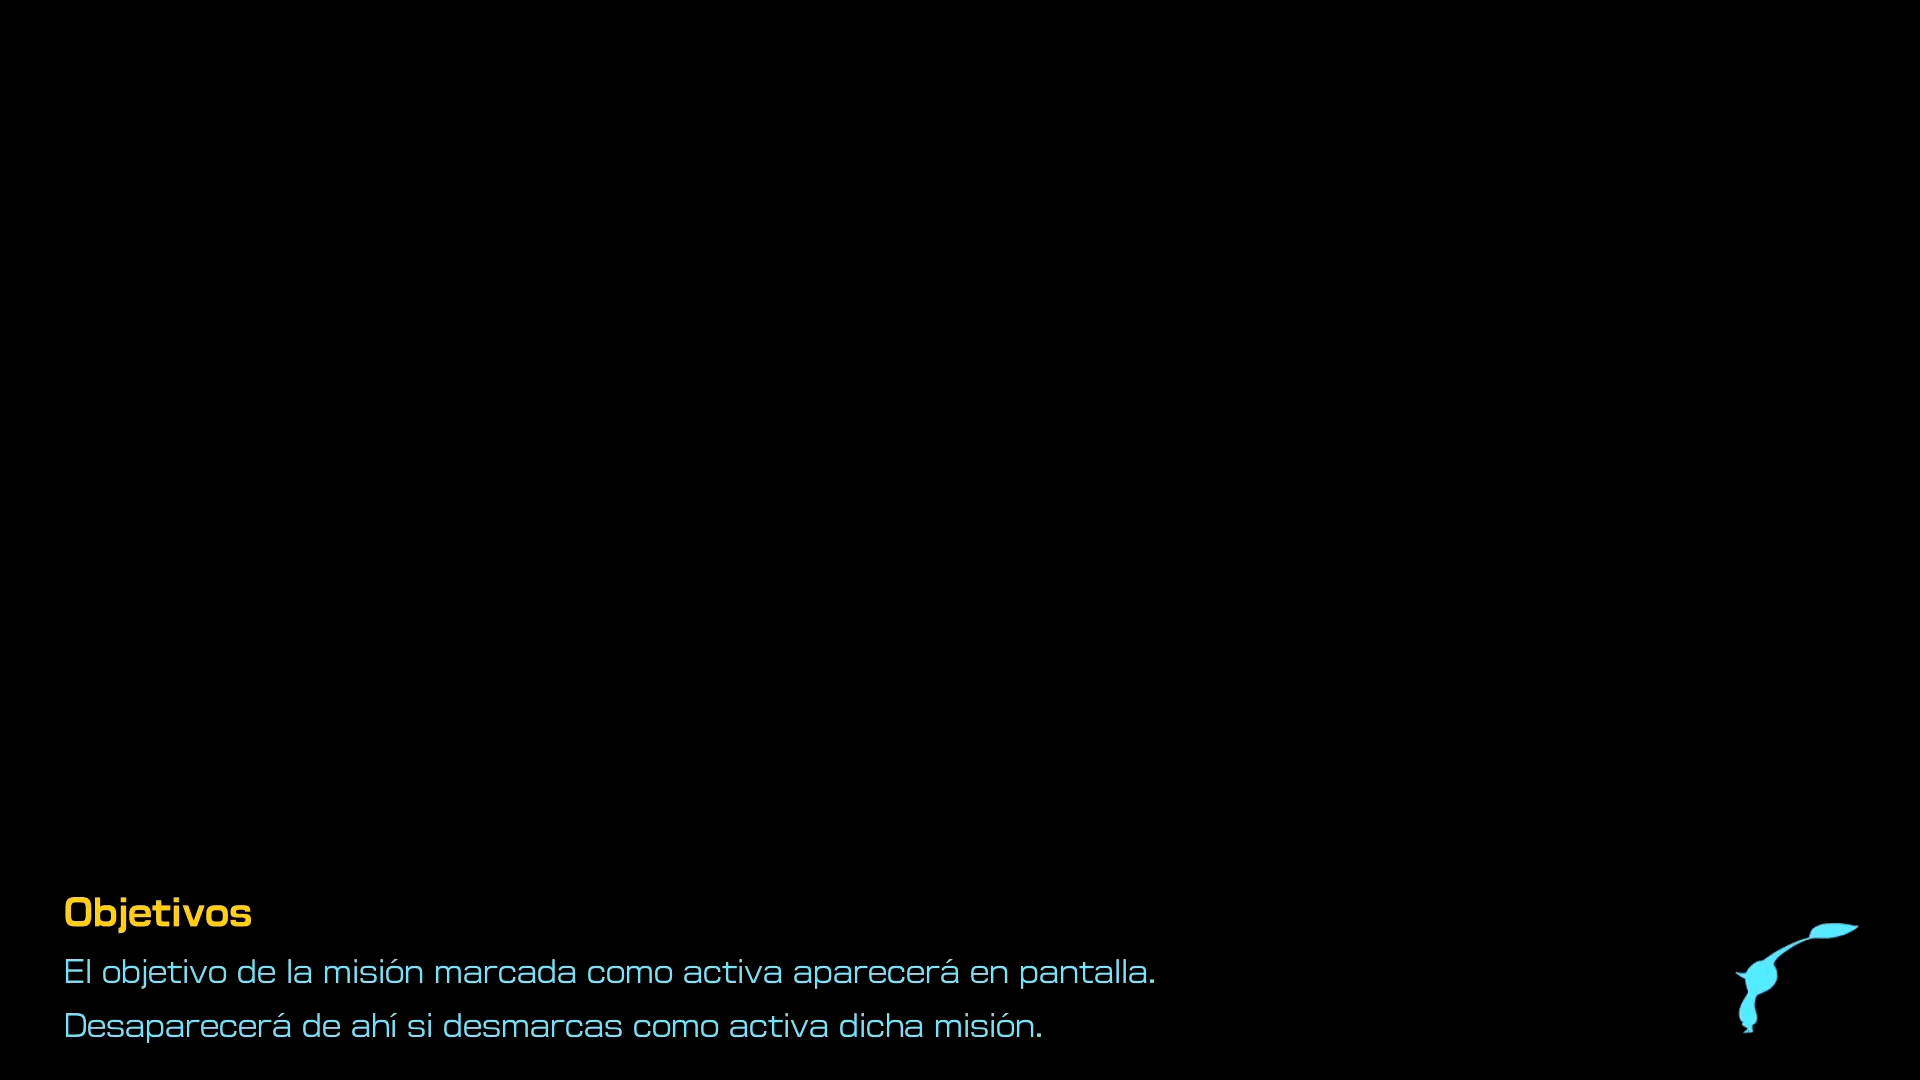 Objetivos
El objetivo de la misión marcada como activa aparecerá en pantalla.
Desaparecerá de ahí si desmarcas como activa dicha misión.